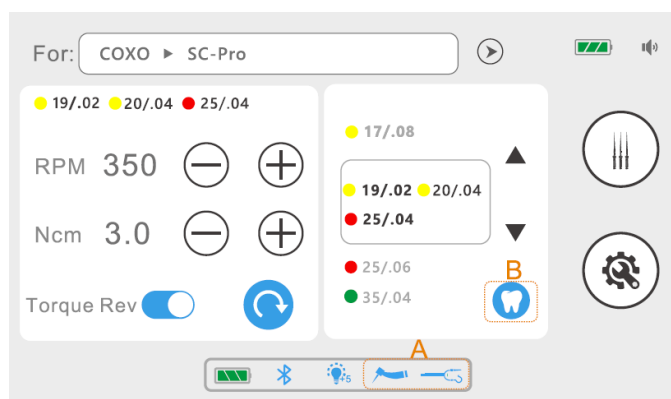 For: COXO ▶ SC-Pro
19/.02 20/.04 25/.04
RPM 350
Ncm 3.0
Torque Rev
17/.08
19/.02 20/.04
25/.04
25/.06
35/.04
B
A
+5